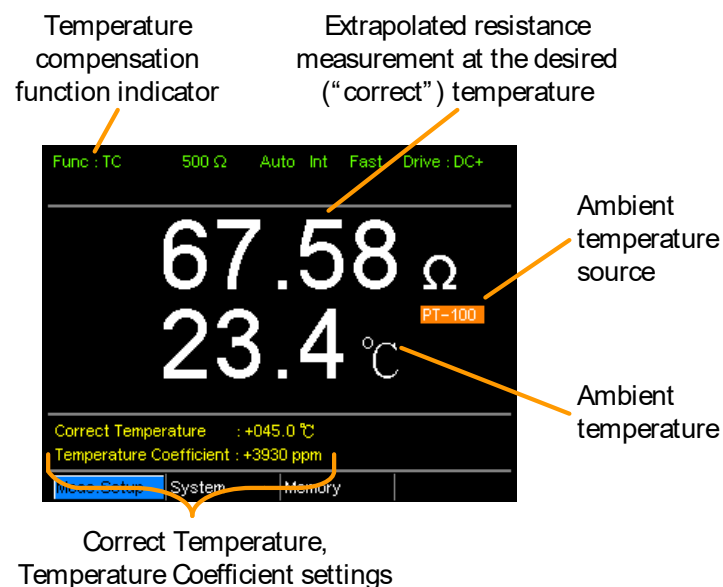 Temperature
compensation
function indicator
Extrapolated resistance
measurement at the desired
(“correct”) temperature
Func : TC 500 Ω Auto Int Fast Drive : DC+
67.58 Ω
PT-100
23.4 ℃
Ambient
temperature
source
Ambient
temperature
Correct Temperature : +045.0 ℃
Temperature Coefficient : +3930 ppm
Meas. Setup System Memory
Correct Temperature,
Temperature Coefficient settings